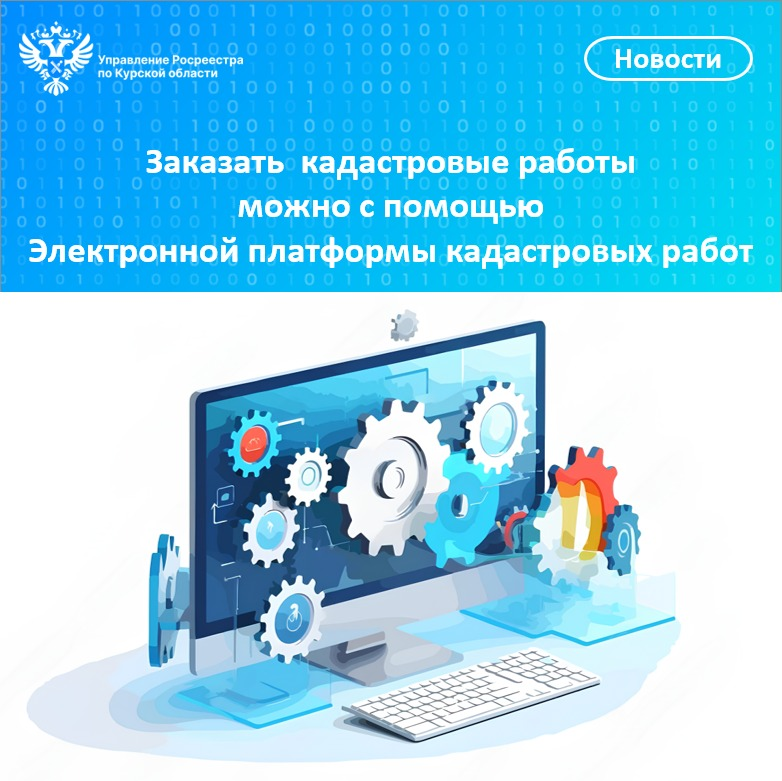 Управление Росреестра
по Курской области
Новости
Заказать кадастровые работы
можно с помощью
Электронной платформы кадастровых работ